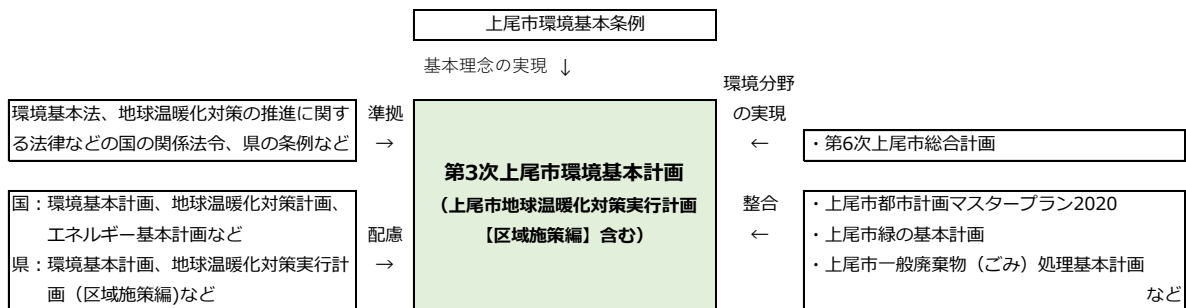 上尾市環境基本条例
基本理念の実現 ↓
環境基本法、地球温暖化対策の推進に関す
る法律などの国の関係法令、県の条例など
準拠
→
国：環境基本計画、地球温暖化対策計画、
エネルギー基本計画など
県：環境基本計画、地球温暖化対策実行計
画（区域施策編)など
配慮
→
第3次上尾市環境基本計画
（上尾市地球温暖化対策実行計画
【区域施策編】含む）
環境分野
の実現
←
・第6次上尾市総合計画
整合
←
・上尾市都市計画マスタープラン2020
・上尾市緑の基本計画
・上尾市一般廃棄物（ごみ）処理基本計画
など